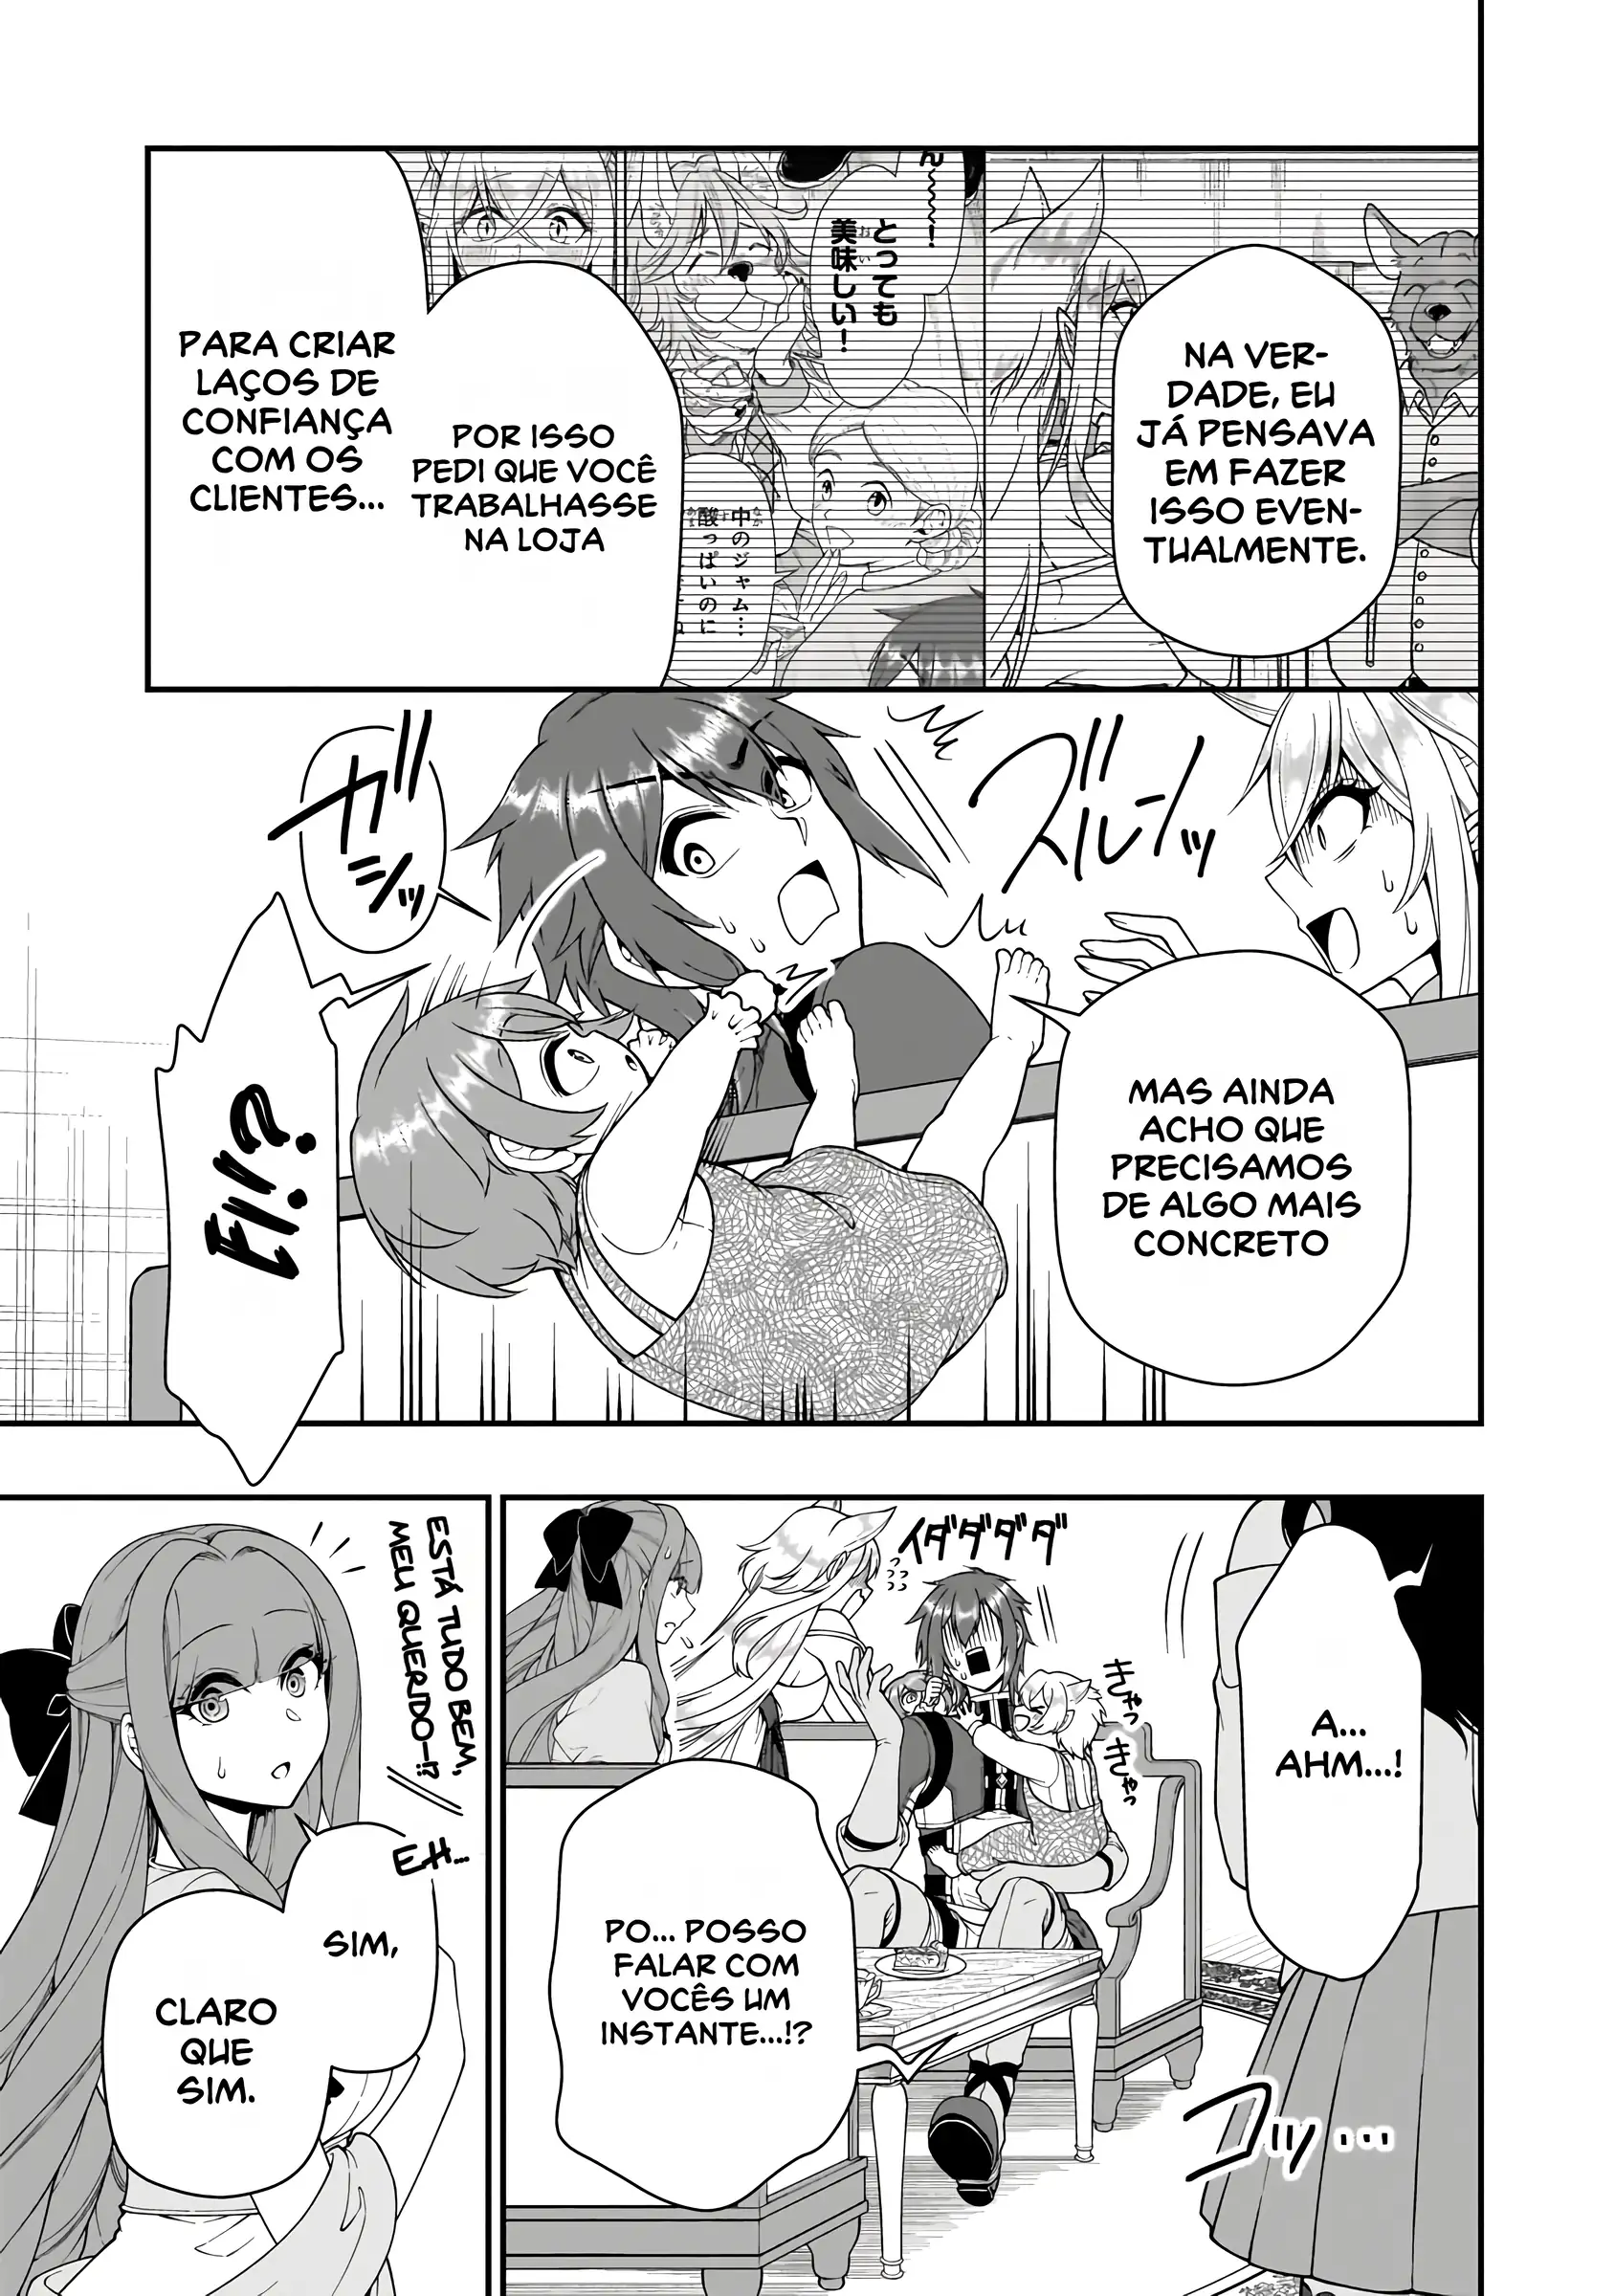 NA VER-
DADE, EU
JÁ PENSAVA
EM FAZER
ISSO EVEN-
TUALMENTE.
とっても
美味しい！
中のジャム…
酸っぱいのに
POR ISSO
PEDI QUE VOCÊ
TRABALHASSE
NA LOJA
PARA CRIAR
LAÇOS DE
CONFIANÇA
COM OS
CLIENTES...
ズルーッ
ガシッ
MAS AINDA
ACHO QUE
PRECISAMOS
DE ALGO MAIS
CONCRETO
EI!?
A...
AHM...!
イダダダダ
きゃっ
きゃっ
PO... POSSO
FALAR COM
VOCÊS UM
INSTANTE...!?
コッ…
ESTÁ TUDO BEM,
MEU QUERIDO-!?
EH...
SIM,
CLARO
QUE
SIM.